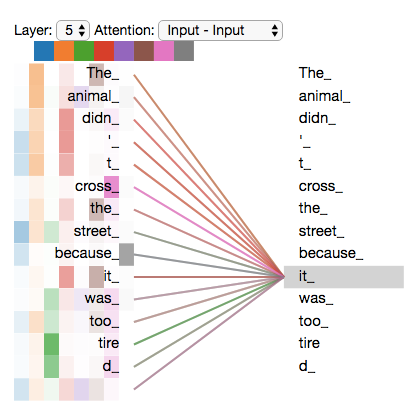 Layer: 5 Attention: Input - Input
The_ The_
animal_ animal_
didn_ didn_
'_ '_
t_ t_
cross_ cross_
the_ the_
street_ street_
because_ because_
it_ it_
was_ was_
too_ too_
tire tire
d_ d_